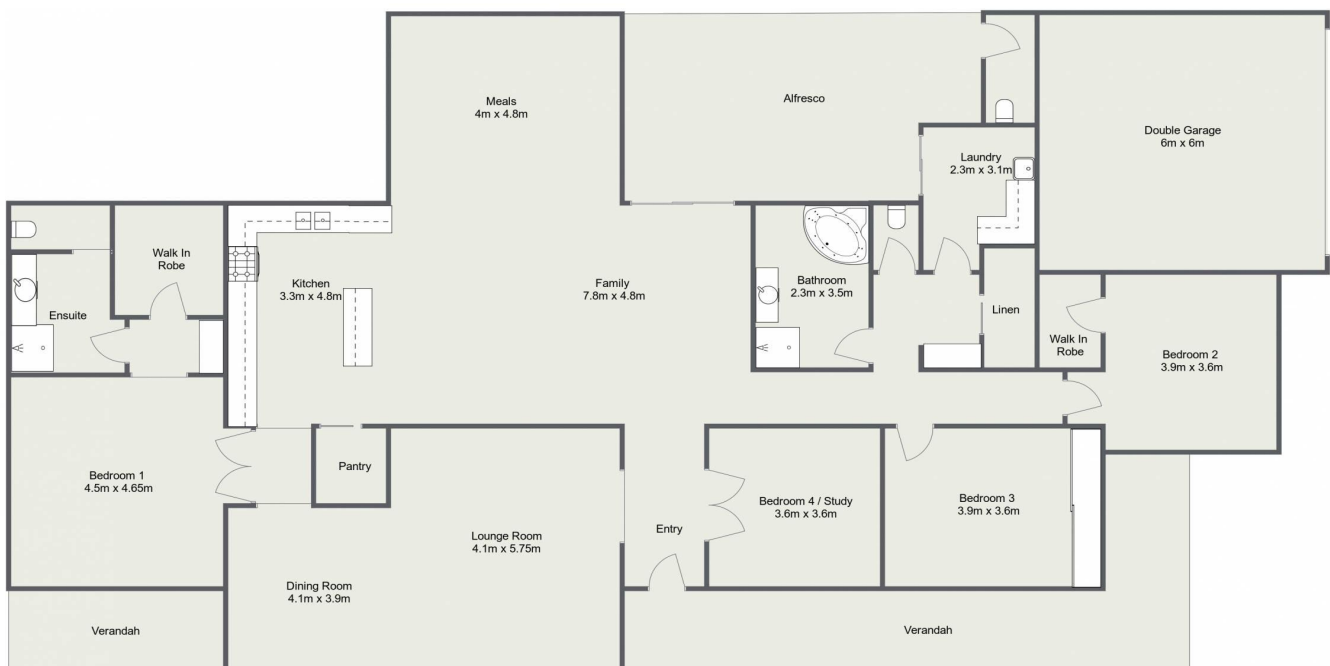 Meals
4m x 4.8m
Alfresco
Double Garage
6m x 6m
Laundry
2.3m x 3.1m
Walk In
Robe
Kitchen
3.3m x 4.8m
Family
7.8m x 4.8m
Bathroom
2.3m x 3.5m
Ensuite
Linen
Walk In
Robe
Bedroom 2
3.9m x 3.6m
Bedroom 1
4.5m x 4.65m
Pantry
Bedroom 4 / Study
3.6m x 3.6m
Bedroom 3
3.9m x 3.6m
Lounge Room
4.1m x 5.75m
Entry
Dining Room
4.1m x 3.9m
Verandah
Verandah